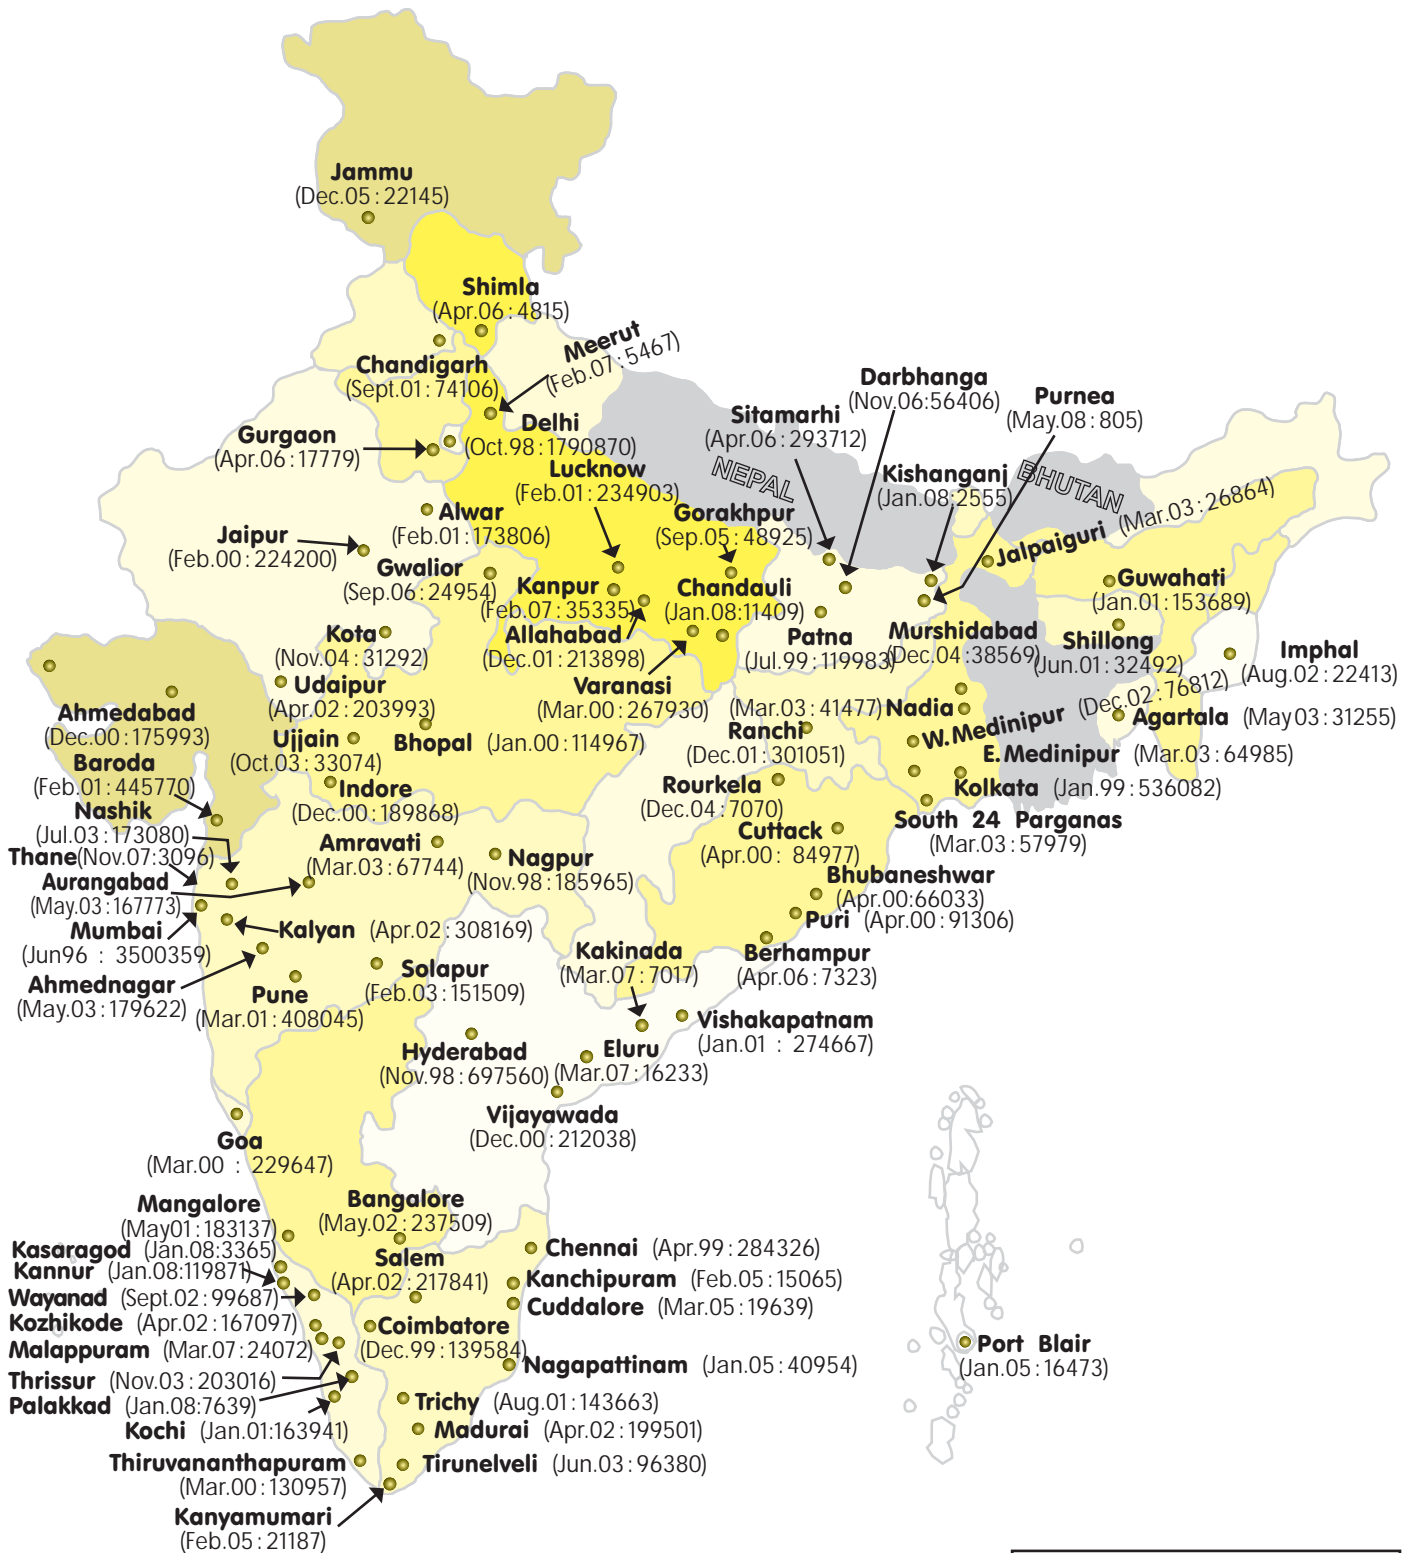 Jammu
(Dec.05 : 22145)
Shimla
(Apr.06 : 4815)
Meerut
(Feb.07 : 5467)
Chandigarh
(Sept.01 : 74106)
Darbhanga
(Nov.06:56406)
Purnea
(May.08 : 805)
Sitamarhi
(Apr.06 : 293712)
Delhi
(Oct.98 : 1790870)
Gurgaon
(Apr.06 : 17779)
NEPAL
BHUTAN
Lucknow
(Feb.01 : 234903)
Kishanganj
(Jan.08:2555)
Gorakhpur
(Sep.05 : 48925)
Alwar
(Feb.01 : 173806)
Jalpaiguri (Mar.03 : 26864)
Jaipur
(Feb.00 : 224200)
Gwalior
(Sep.06 : 24954)
Kanpur
(Feb.07 : 35335)
Chandauli
(Jan.08:11409)
Guwahati
(Jan.01 : 153689)
Kota
(Nov.04 : 31292)
Allahabad
(Dec.01 : 213898)
Patna
(Jul.99 : 119983)
Murshidabad
(Dec.04 : 38569)
Shillong
(Jun.01 : 32492)
Imphal
(Aug.02 : 22413)
Udaipur
(Apr.02 : 203993)
Varanasi
(Mar.00 : 267930)
(Mar.03 : 41477) Nadia
W.Medinipur (Dec.02 : 76812)
Agartala (May 03 : 31255)
Ahmedabad
(Dec.00 : 175993)
Ujjain
(Oct.03 : 33074)
Bhopal (Jan.00 : 114967)
Ranchi
(Dec.01 : 301051)
E.Medinipur (Mar.03 : 64985)
Baroda
(Feb.01 : 445770)
Indore
(Dec.00 : 189868)
Rourkela
(Dec.04 : 7070)
Kolkata (Jan.99 : 536082)
Nashik
(Jul.03 : 173080)
South 24 Parganas
(Mar.03 : 57979)
Thane(Nov.07:3096)
Amravati
(Mar.03 : 67744)
Nagpur
(Nov.98 : 185965)
Cuttack
(Apr.00 : 84977)
Aurangabad
(May.03 : 167773)
Bhubaneshwar
(Apr.00:66033)
Puri (Apr.00 : 91306)
Mumbai
(Jun96 : 3500359)
Kalyan (Apr.02 : 308169)
Kakinada
(Mar.07 : 7017)
Berhampur
(Apr.06 : 7323)
Ahmednagar
(May.03 : 179622)
Solapur
(Feb.03 : 151509)
Pune
(Mar.01 : 408045)
Vishakapatnam
(Jan.01 : 274667)
Hyderabad
(Nov.98 : 697560)
Eluru
(Mar.07 : 16233)
Vijayawada
(Dec.00 : 212038)
Goa
(Mar.00 : 229647)
Mangalore
(May01 : 183137)
Bangalore
(May.02 : 237509)
Kasaragod (Jan.08:3365)
Kannur (Jan.08:119871)
Salem
(Apr.02 : 217841)
Chennai (Apr.99 : 284326)
Kanchipuram (Feb.05 : 15065)
Wayanad (Sept.02 : 99687)
Cuddalore (Mar.05 : 19639)
Kozhikode (Apr.02 : 167097)
Coimbatore
(Dec.99 : 139584)
Malappuram (Mar.07 : 24072)
Port Blair
(Jan.05 : 16473)
Nagapattinam (Jan.05 : 40954)
Thrissur (Nov.03 : 203016)
Palakkad (Jan.08:7639)
Trichy (Aug.01 : 143663)
Kochi (Jan.01:163941)
Madurai (Apr.02 : 199501)
Thiruvananthapuram
(Mar.00 : 130957)
Tirunelveli (Jun.03 : 96380)
Kanyamumari
(Feb.05 : 21187)